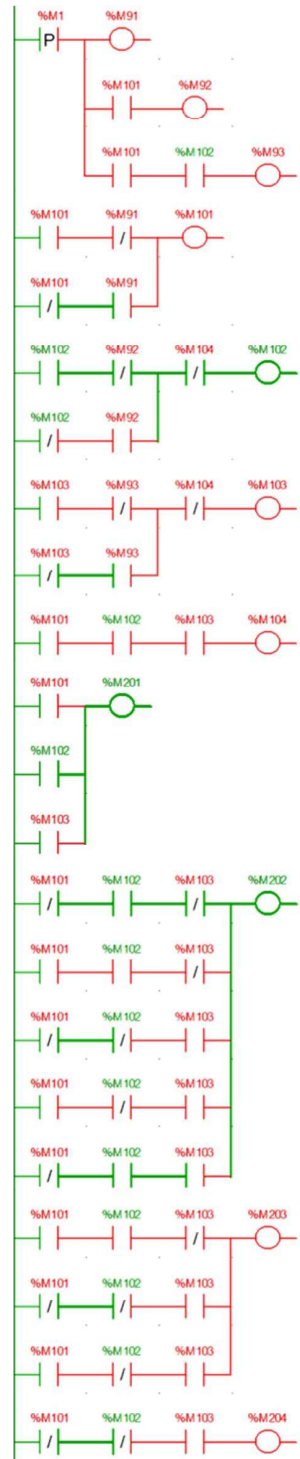 %M1 %M91
P
%M101 %M92
%M101 %M102 %M93
%M101 %M91 %M101
/
%M101 %M91
/
%M102 %M92 %M104 %M102
/ /
%M102 %M92
/
%M103 %M93 %M104 %M103
/ /
%M103 %M93
/
%M101 %M102 %M103 %M104
%M101 %M201
%M102
%M103
%M101 %M102 %M103 %M202
/ /
%M101 %M102 %M103
/
%M101 %M102 %M103
/ /
%M101 %M102 %M103
/
%M101 %M102 %M103
/
%M101 %M102 %M103 %M203
/
%M101 %M102 %M103
/ /
%M101 %M102 %M103
/
%M101 %M102 %M103 %M204
/ /